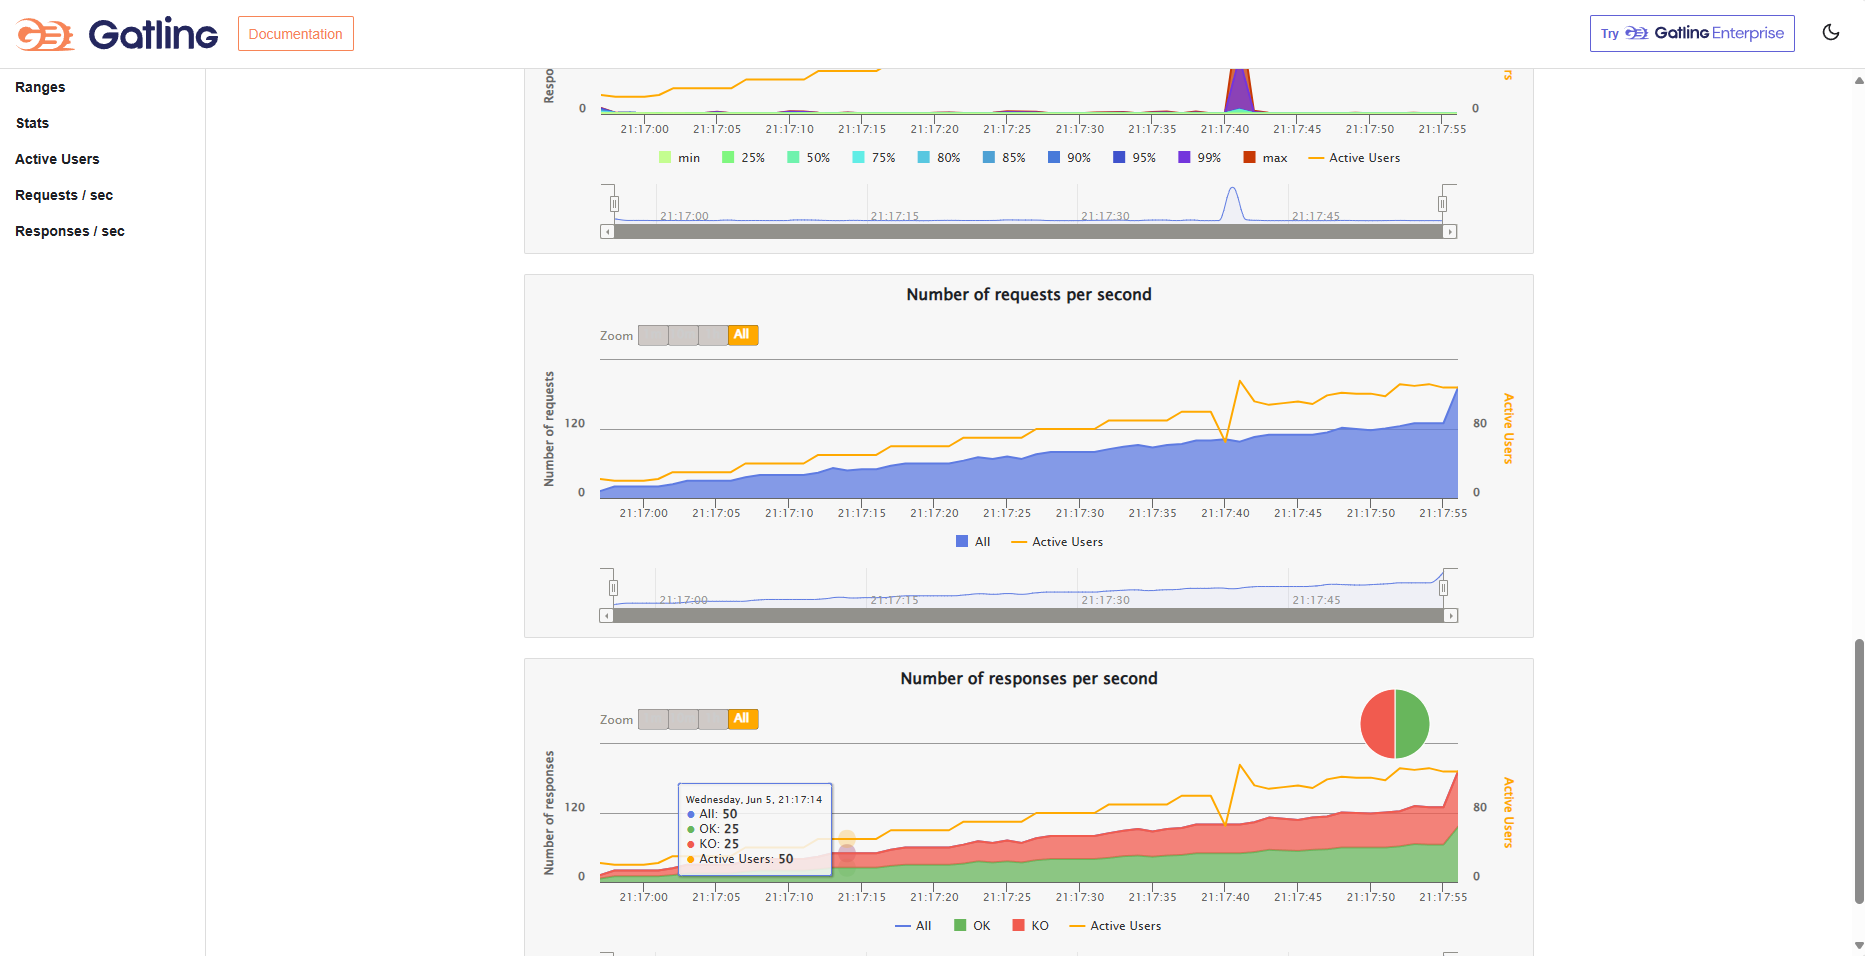 Gatling
Documentation
Try Gatling Enterprise
Ranges
Stats
Active Users
Requests / sec
Responses / sec
Respo
rs
0
0
21:17:00 21:17:05 21:17:10 21:17:15 21:17:20 21:17:25 21:17:30 21:17:35 21:17:40 21:17:45 21:17:50 21:17:55
min 25% 50% 75% 80% 85% 90% 95% 99% max Active Users
21:17:00 21:17:15 21:17:30 21:17:45
Number of requests per second
Zoom All
Number of requests
Active Users
120
80
0
0
21:17:00 21:17:05 21:17:10 21:17:15 21:17:20 21:17:25 21:17:30 21:17:35 21:17:40 21:17:45 21:17:50 21:17:55
All Active Users
21:17:00 21:17:15 21:17:30 21:17:45
Number of responses per second
Zoom All
Number of responses
Active Users
120
80
Wednesday, Jun 5, 21:17:14
All: 50
OK: 25
KO: 25
Active Users: 50
0
0
21:17:00 21:17:05 21:17:10 21:17:15 21:17:20 21:17:25 21:17:30 21:17:35 21:17:40 21:17:45 21:17:50 21:17:55
All OK KO Active Users